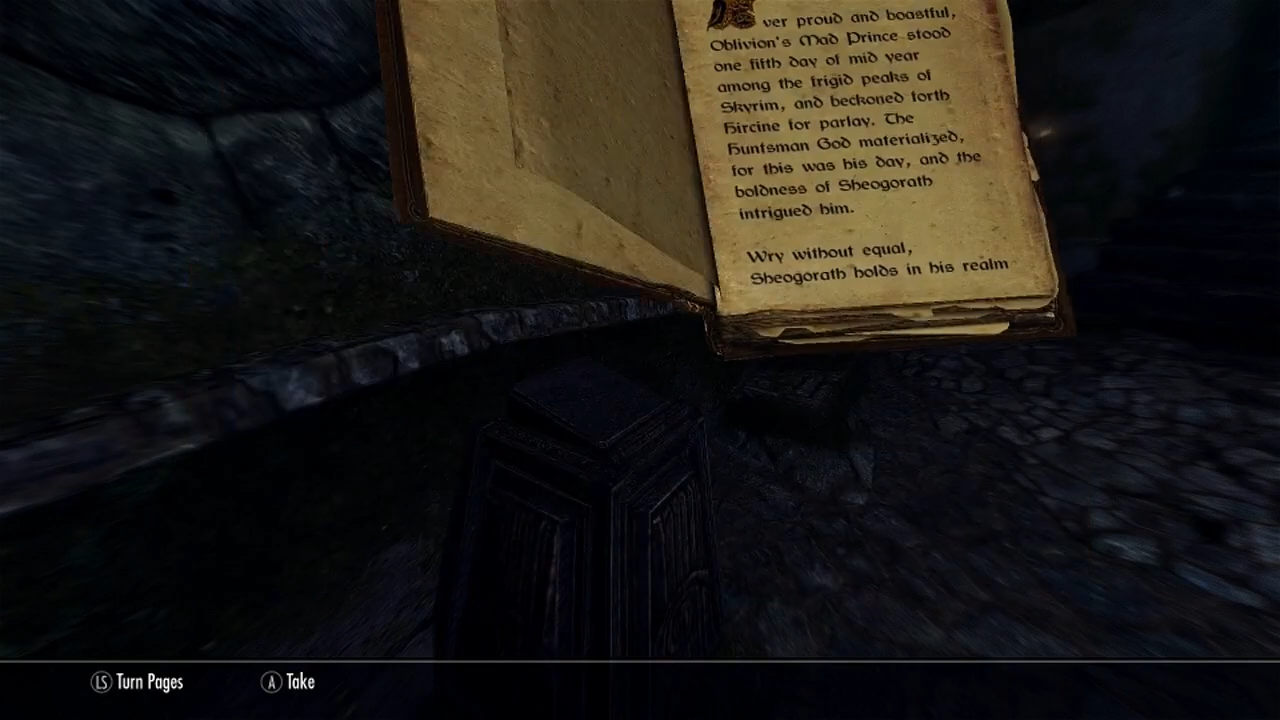 ver proud and boastful,
Oblivion's Mad Prince stood
one fifth day of mid year
among the frigid peaks of
Skyrim, and beckoned forth
Hircine for parlay. The
Huntsman God materialized,
for this was his day, and the
boldness of Sheogorath
intrigued him.
Wry without equal,
Sheogorath holds in his realm
LS Turn Pages
A Take